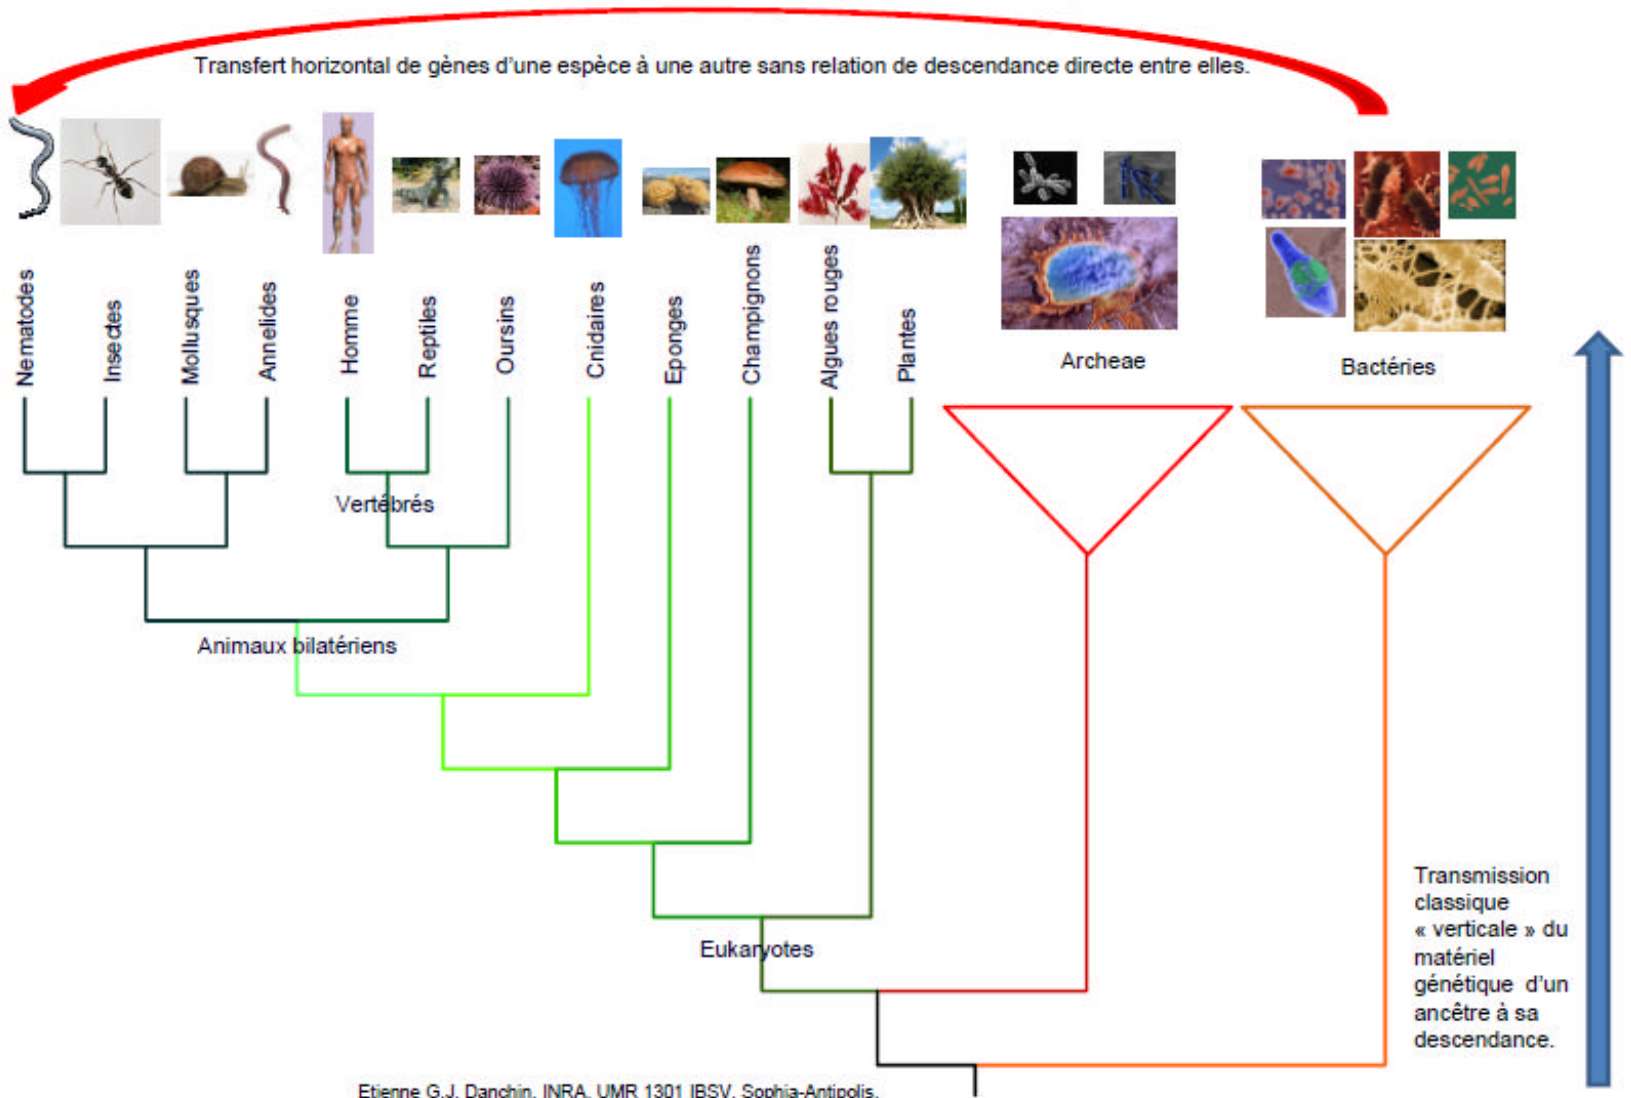 Transfert horizontal de gènes d'une espèce à une autre sans relation de descendance directe entre elles.
Nematodes
Insectes
Mollusques
Annelides
Homme
Reptiles
Oursins
Cnidaires
Eponges
Champignons
Algues rouges
Plantes
Archeae
Bactéries
Vertébrés
Animaux bilatériens
Eukaryotes
Transmission
classique
« verticale » du
matériel
génétique d'un
ancêtre à sa
descendance.
Etienne G.J. Danchin, INRA, UMR 1301 IBSV, Sophia-Antipolis.